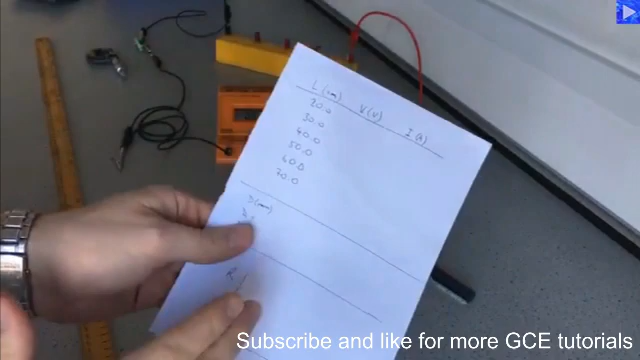 L (cm) V (V) I (A)
20.0
30.0
40.0
50.0
60.0
70.0
D (mm)
R
Subscribe and like for more GCE tutorials